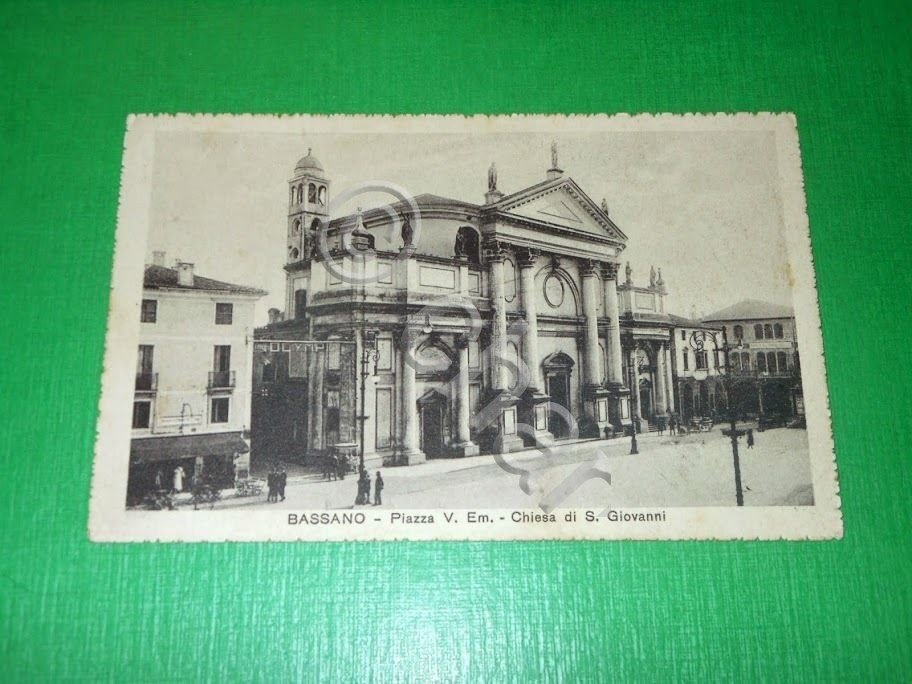 BASSANO - Piazza V. Em. - Chiesa di S. Giovanni